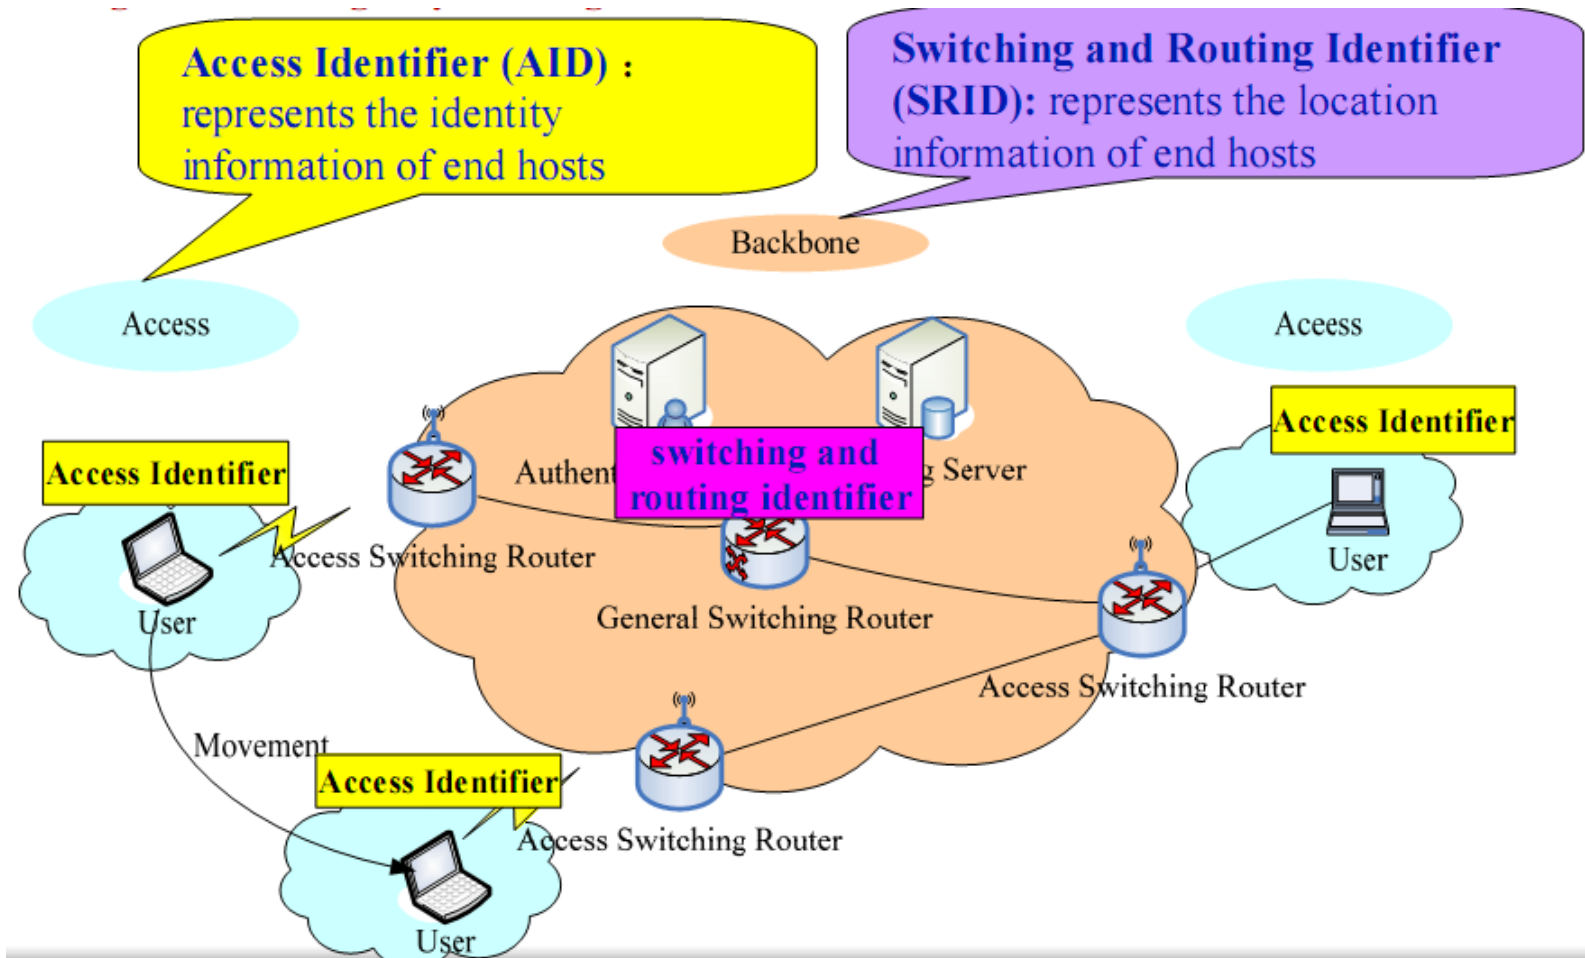 Access Identifier (AID) :
represents the identity
information of end hosts
Switching and Routing Identifier
(SRID): represents the location
information of end hosts
Backbone
Access
Aceess
Access Identifier
Access Identifier
switching and
routing identifier
Server
Access Switching Router
User
User
General Switching Router
Access Switching Router
Movement
Access Identifier
Access Switching Router
User